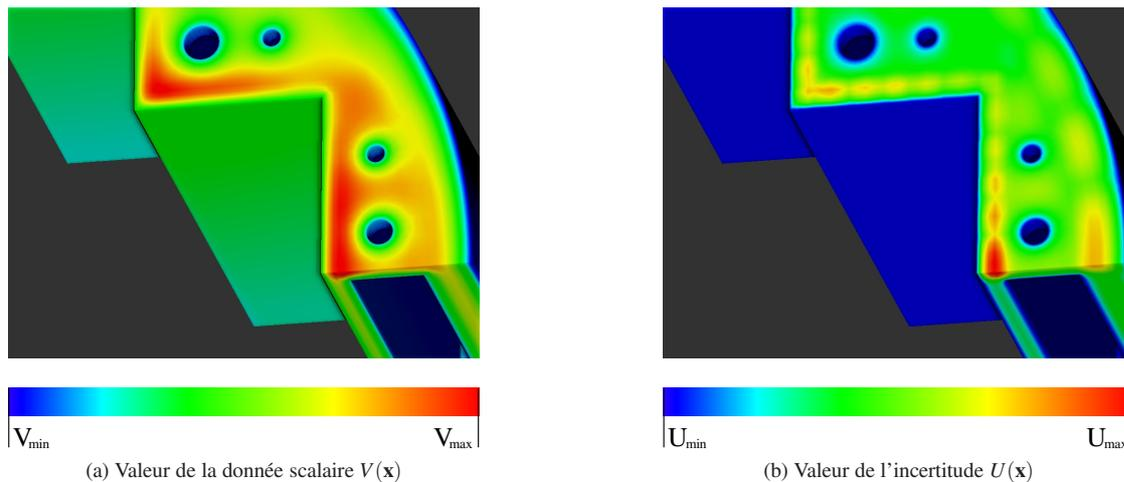 V_min V_max
U_min U_max
(a) Valeur de la donnée scalaire V(x)
(b) Valeur de l'incertitude U(x)